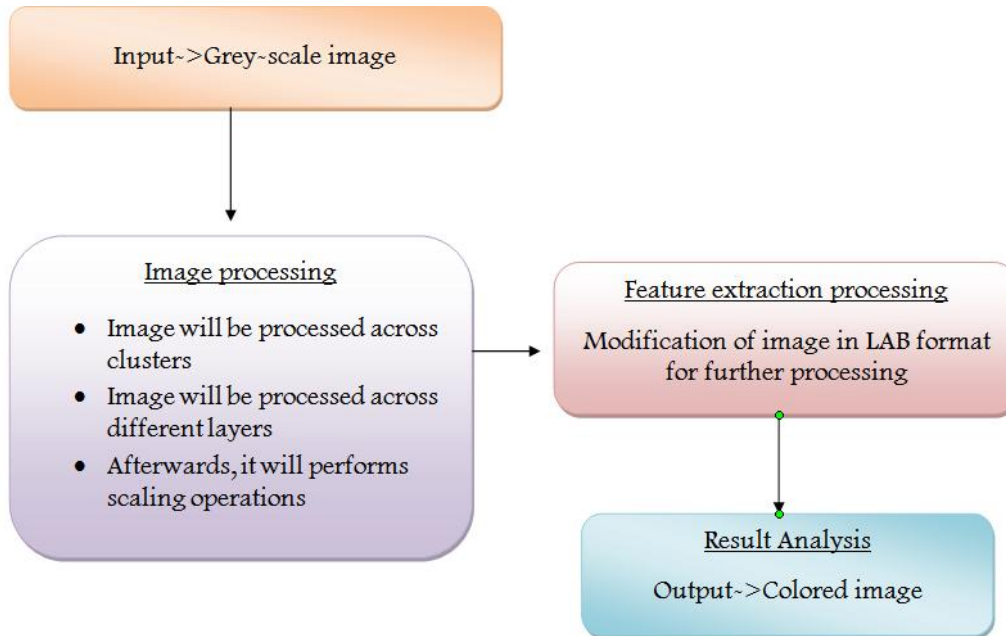 Input~>Grey~scale image
Image processing
• Image will be processed across
clusters
• Image will be processed across
different layers
• Afterwards, it will performs
scaling operations
Feature extraction processing
Modification of image in LAB format
for further processing
Result Analysis
Output~>Colored image